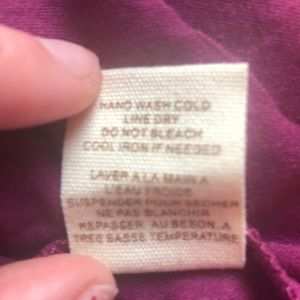 HAND WASH COLD
LINE DRY
DO NOT BLEACH
COOL IRON IF NEEDED
LAVER A LA MAIN A
L'EAU FROIDE
SUSPENDER POUR SECHER
NE PAS BLANCHIR
REPASSER, AU BESON, A
TRES BASSE TEMPERATURE